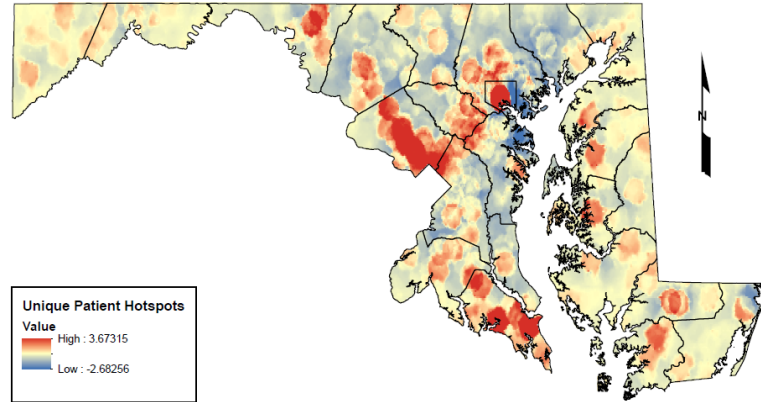 N
Unique Patient Hotspots
Value
High : 3.67315
Low : -2.68256